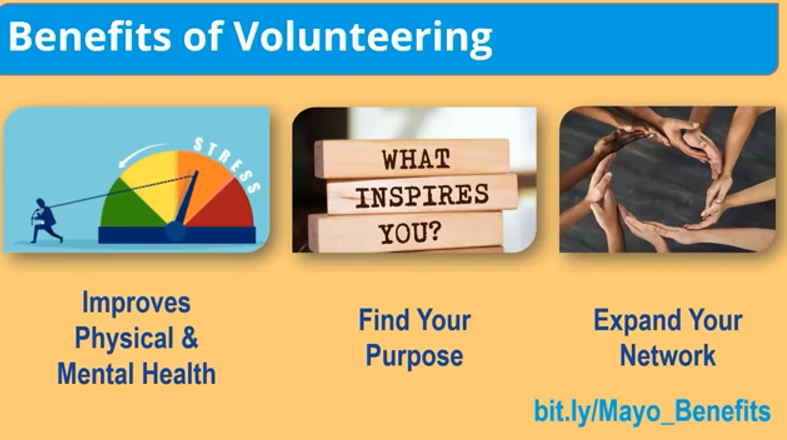 Benefits of Volunteering
STRESS
WHAT
INSPIRES
YOU?
Improves
Physical &
Mental Health
Find Your
Purpose
Expand Your
Network
bit.ly/Mayo_Benefits